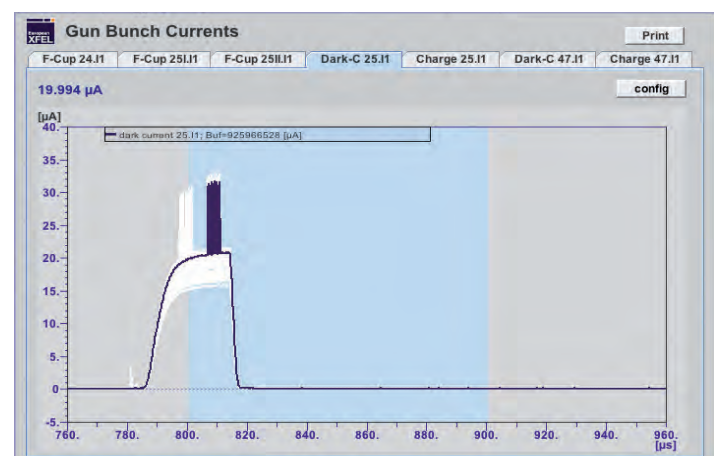 European
XFEL
Gun Bunch Currents
Print
F-Cup 24.I1 F-Cup 25I.I1 F-Cup 25II.I1 Dark-C 25.I1 Charge 25.I1 Dark-C 47.I1 Charge 47.I1
19.994 µA
config
[µA]
dark current 25.I1; Buf=925966528 [µA]
40.
35.
30.
25.
20.
15.
10.
5.
0
-5.
760. 780. 800. 820. 840. 860. 880. 900. 920. 940. 960.
[µs]